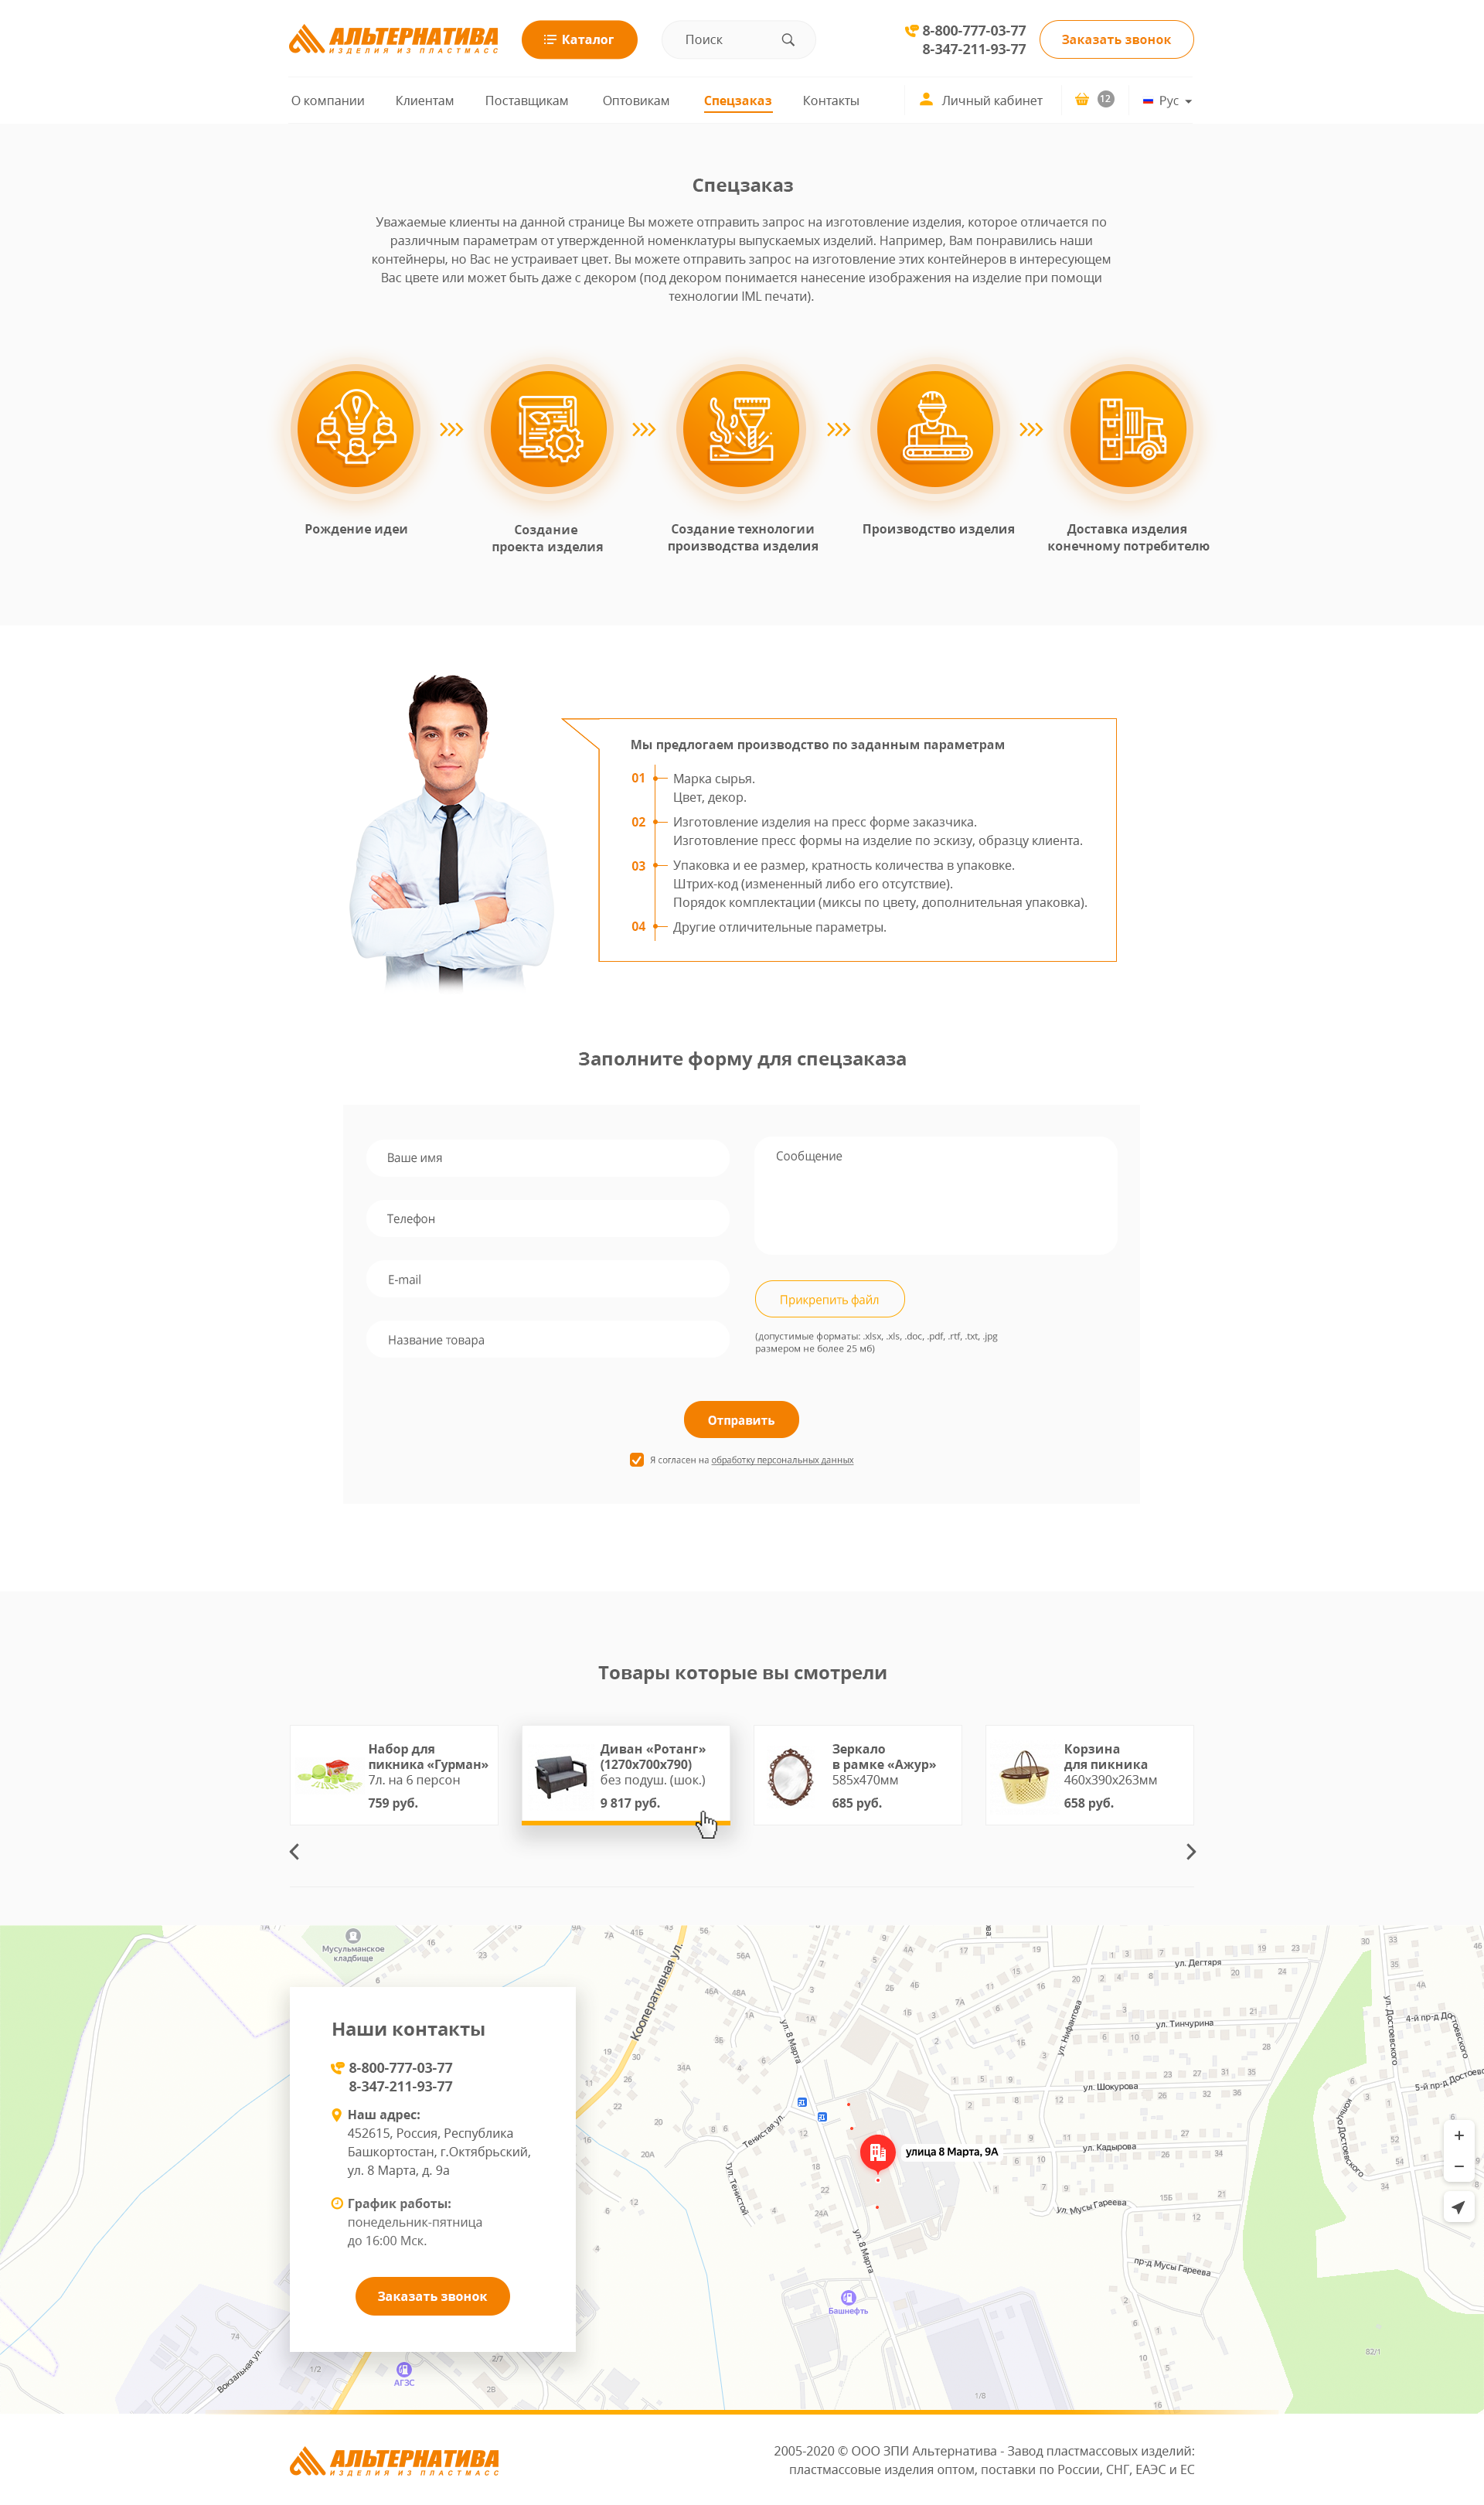 АЛЬТЕРНАТИВА
ИЗДЕЛИЯ ИЗ ПЛАСТМАСС
Каталог
Поиск
8-800-777-03-77
8-347-211-93-77
Заказать звонок
О компании
Клиентам
Поставщикам
Оптовикам
Спецзаказ
Контакты
Личный кабинет
12
Рус
Спецзаказ
Уважаемые клиенты на данной странице Вы можете отправить запрос на изготовление изделия, которое отличается по
различным параметрам от утвержденной номенклатуры выпускаемых изделий. Например, Вам понравились наши
контейнеры, но Вас не устраивает цвет. Вы можете отправить запрос на изготовление этих контейнеров в интересующем
Вас цвете или может быть даже с декором (под декором понимается нанесение изображения на изделие при помощи
технологии IML печати).
Рождение идеи
Создание
проекта изделия
Создание технологии
производства изделия
Производство изделия
Доставка изделия
конечному потребителю
Мы предлогаем производство по заданным параметрам
01 Марка сырья.
Цвет, декор.
02 Изготовление изделия на пресс форме заказчика.
Изготовление пресс формы на изделие по эскизу, образцу клиента.
03 Упаковка и ее размер, кратность количества в упаковке.
Штрих-код (измененный либо его отсутствие).
Порядок комплектации (миксы по цвету, дополнительная упаковка).
04 Другие отличительные параметры.
Заполните форму для спецзаказа
Ваше имя
Телефон
E-mail
Название товара
Сообщение
Прикрепить файл
(допустимые форматы: .xlsx, .xls, .doc, .pdf, .rtf, .txt, .jpg
размером не более 25 мб)
Отправить
Я согласен на обработку персональных данных
Товары которые вы смотрели
Набор для
пикника «Гурман»
7л. на 6 персон
759 руб.
Диван «Ротанг»
(1270х700х790)
без подуш. (шок.)
9 817 руб.
Зеркало
в рамке «Ажур»
585х470мм
685 руб.
Корзина
для пикника
460х390х263мм
658 руб.
Мусульманское
кладбище
Кооперативная ул.
ул. 8 Марта
Тенистая ул.
туп. Тенистой
ул. 8 Марта
улица 8 Марта, 9А
ул. Нифантова
ул. Дегтяря
ул. Тинчурина
ул. Шокурова
ул. Кадырова
ул. Мусы Гареева
пр-д Мусы Гареева
ул. Достоевского
4-й пр-д Достоевского
Башнефть
АГЗС
Вокзальная ул.
Наши контакты
8-800-777-03-77
8-347-211-93-77
Наш адрес:
452615, Россия, Республика
Башкортостан, г.Октябрьский,
ул. 8 Марта, д. 9а
График работы:
понедельник-пятница
до 16:00 Мск.
Заказать звонок
АЛЬТЕРНАТИВА
ИЗДЕЛИЯ ИЗ ПЛАСТМАСС
2005-2020 © ООО ЗПИ Альтернатива - Завод пластмассовых изделий:
пластмассовые изделия оптом, поставки по России, СНГ, ЕАЭС и ЕС